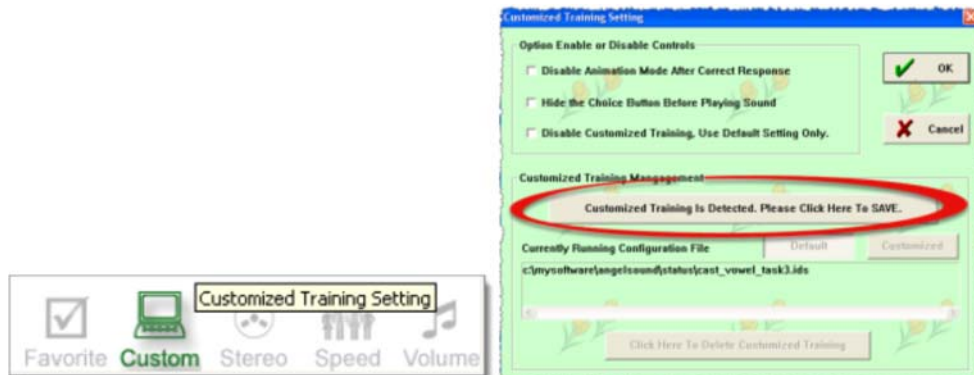 Customized Training Setting
Favorite Custom Stereo Speed Volume
Customized Training Setting
Option Enable or Disable Controls
Disable Animation Mode After Correct Response
OK
Hide the Choice Button Before Playing Sound
Disable Customized Training, Use Default Setting Only.
Cancel
Customized Training Mangagement
Customized Training Is Detected. Please Click Here To SAVE.
Currently Running Configuration File
Default
Customized
c:\mysoftware\angelsound\status\cast_vowel_task3.ids
Click Here To Delete Customized Training